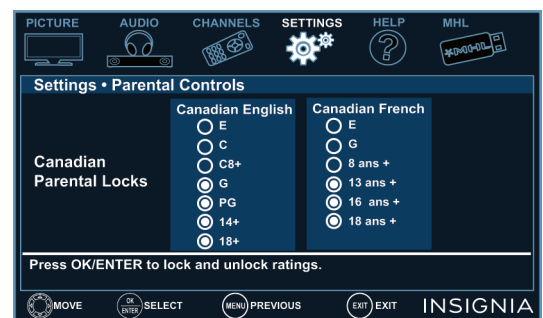 PICTURE AUDIO CHANNELS SETTINGS HELP MHL
Settings • Parental Controls
Canadian English
E
C
C8+
G
PG
14+
18+
Canadian French
E
G
8 ans +
13 ans +
16 ans +
18 ans +
Canadian
Parental Locks
Press OK/ENTER to lock and unlock ratings.
MOVE OK ENTER SELECT MENU PREVIOUS EXIT EXIT INSIGNIA